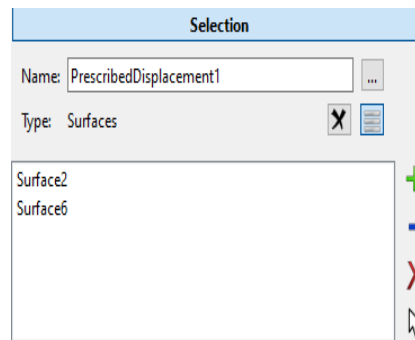 Selection
Name: PrescribedDisplacement1 ...
Type: Surfaces
Surface2
Surface6